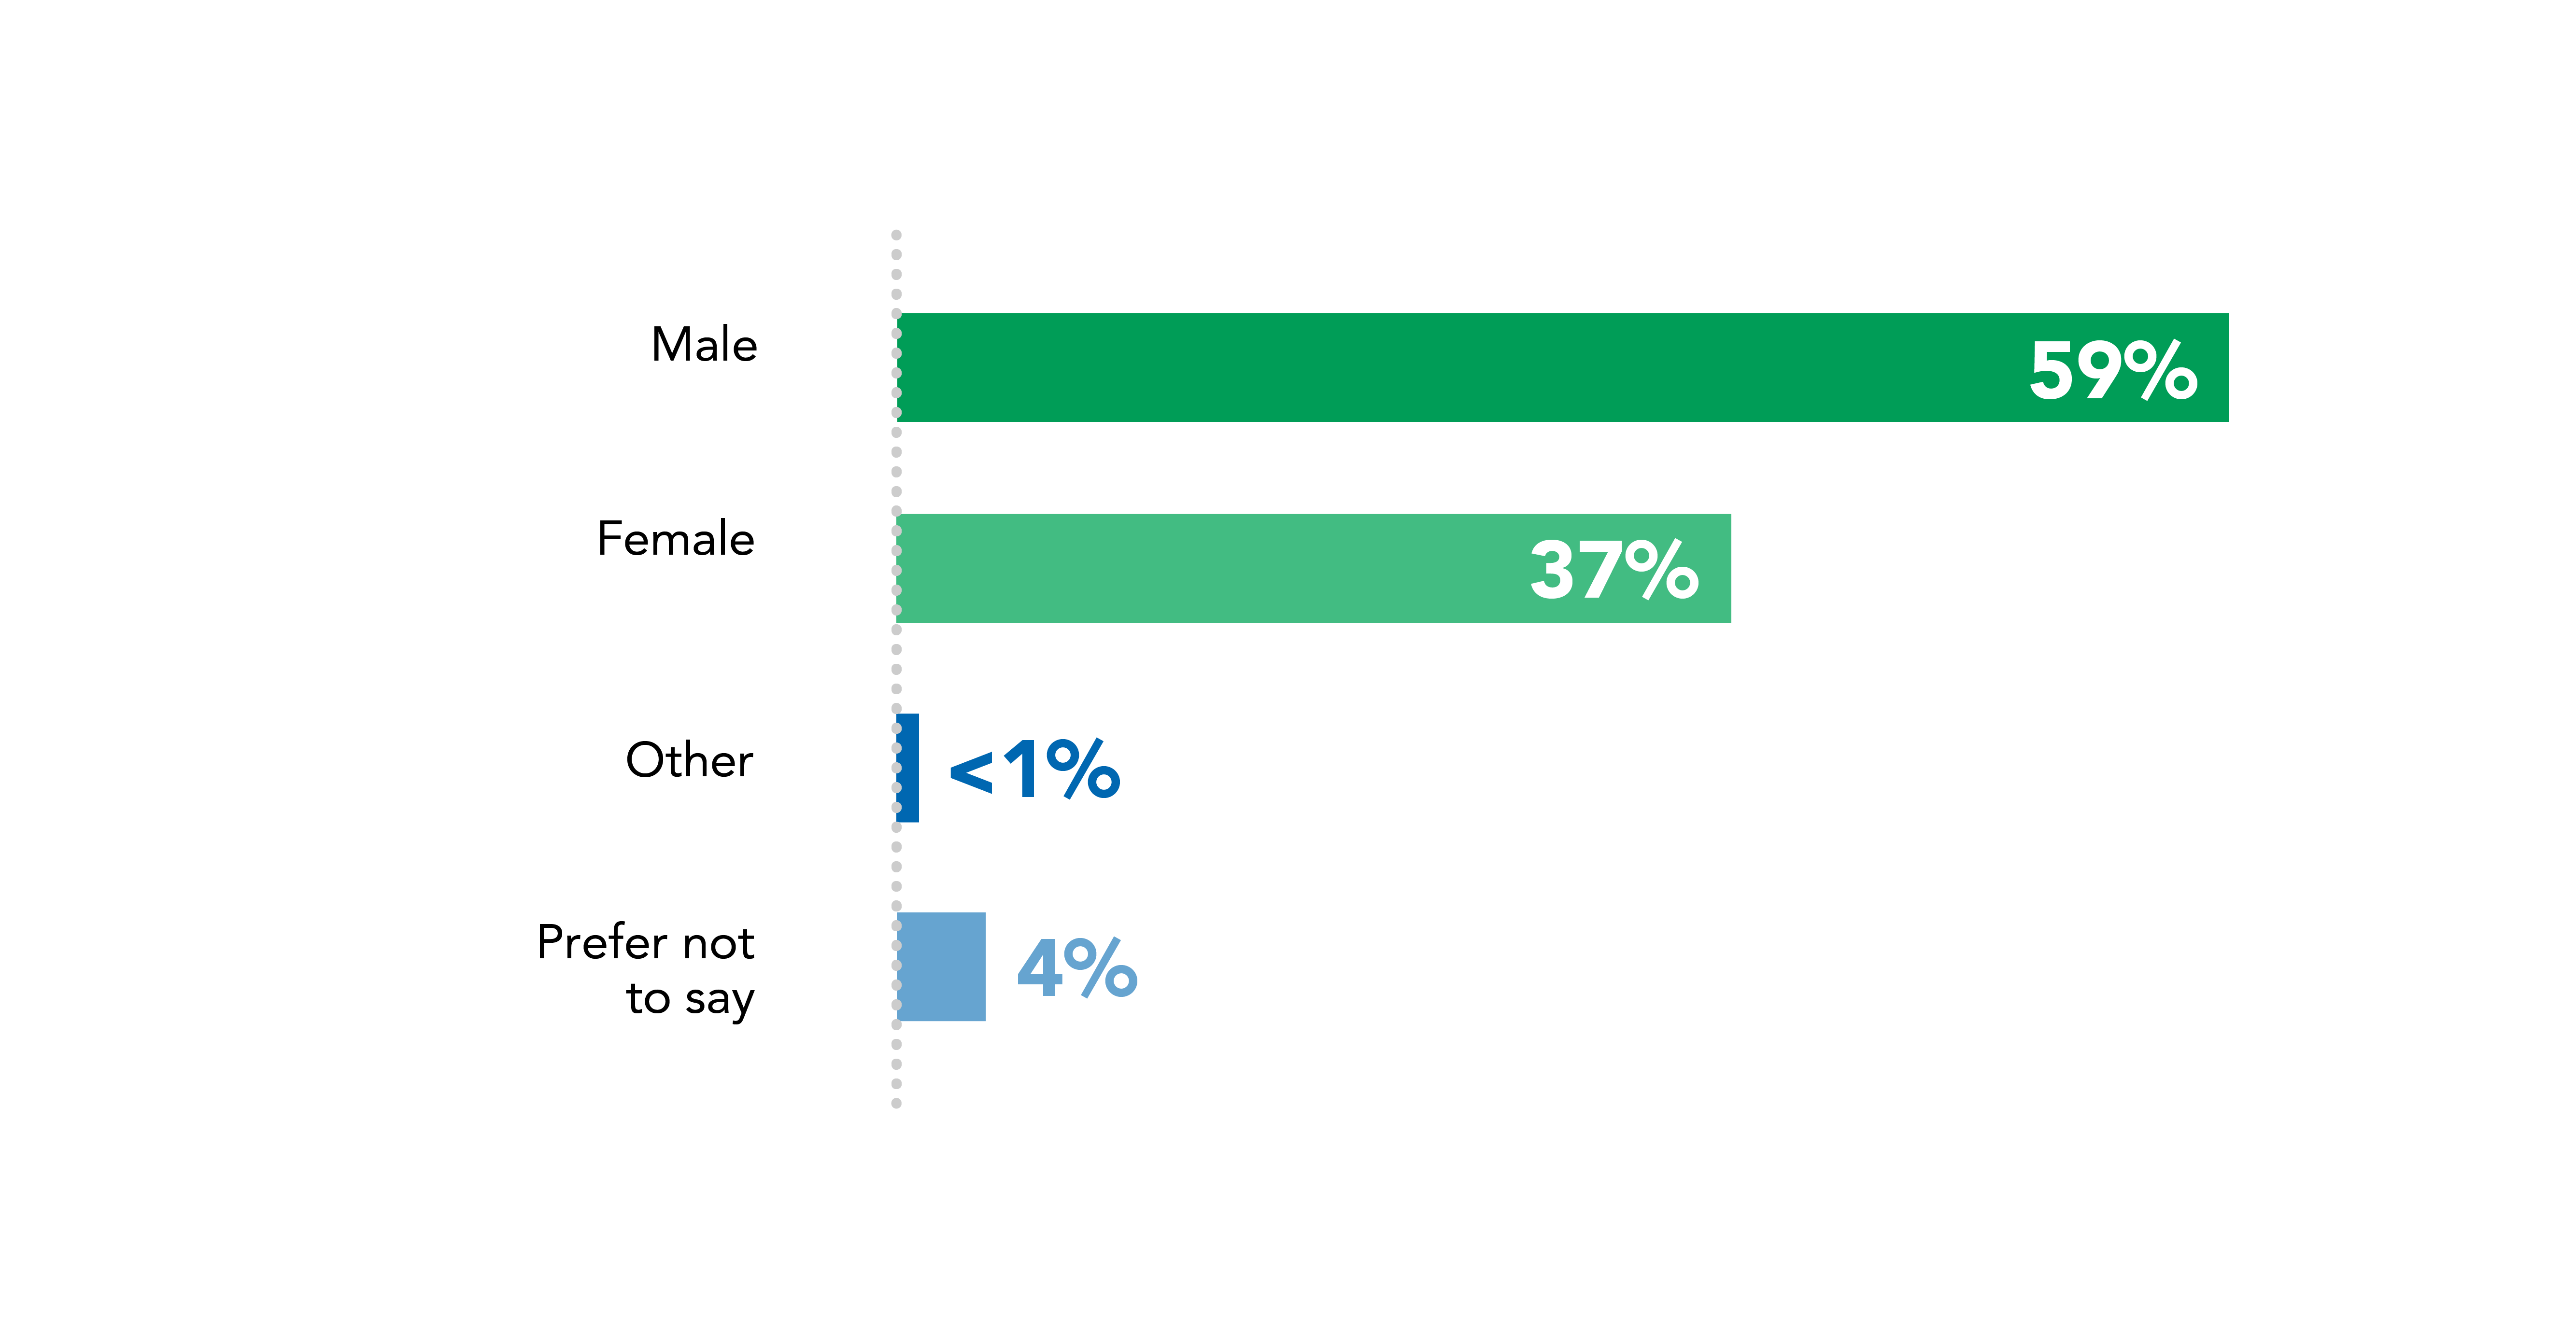 Male
59%
Female
37%
Other
<1%
Prefer not
to say
4%